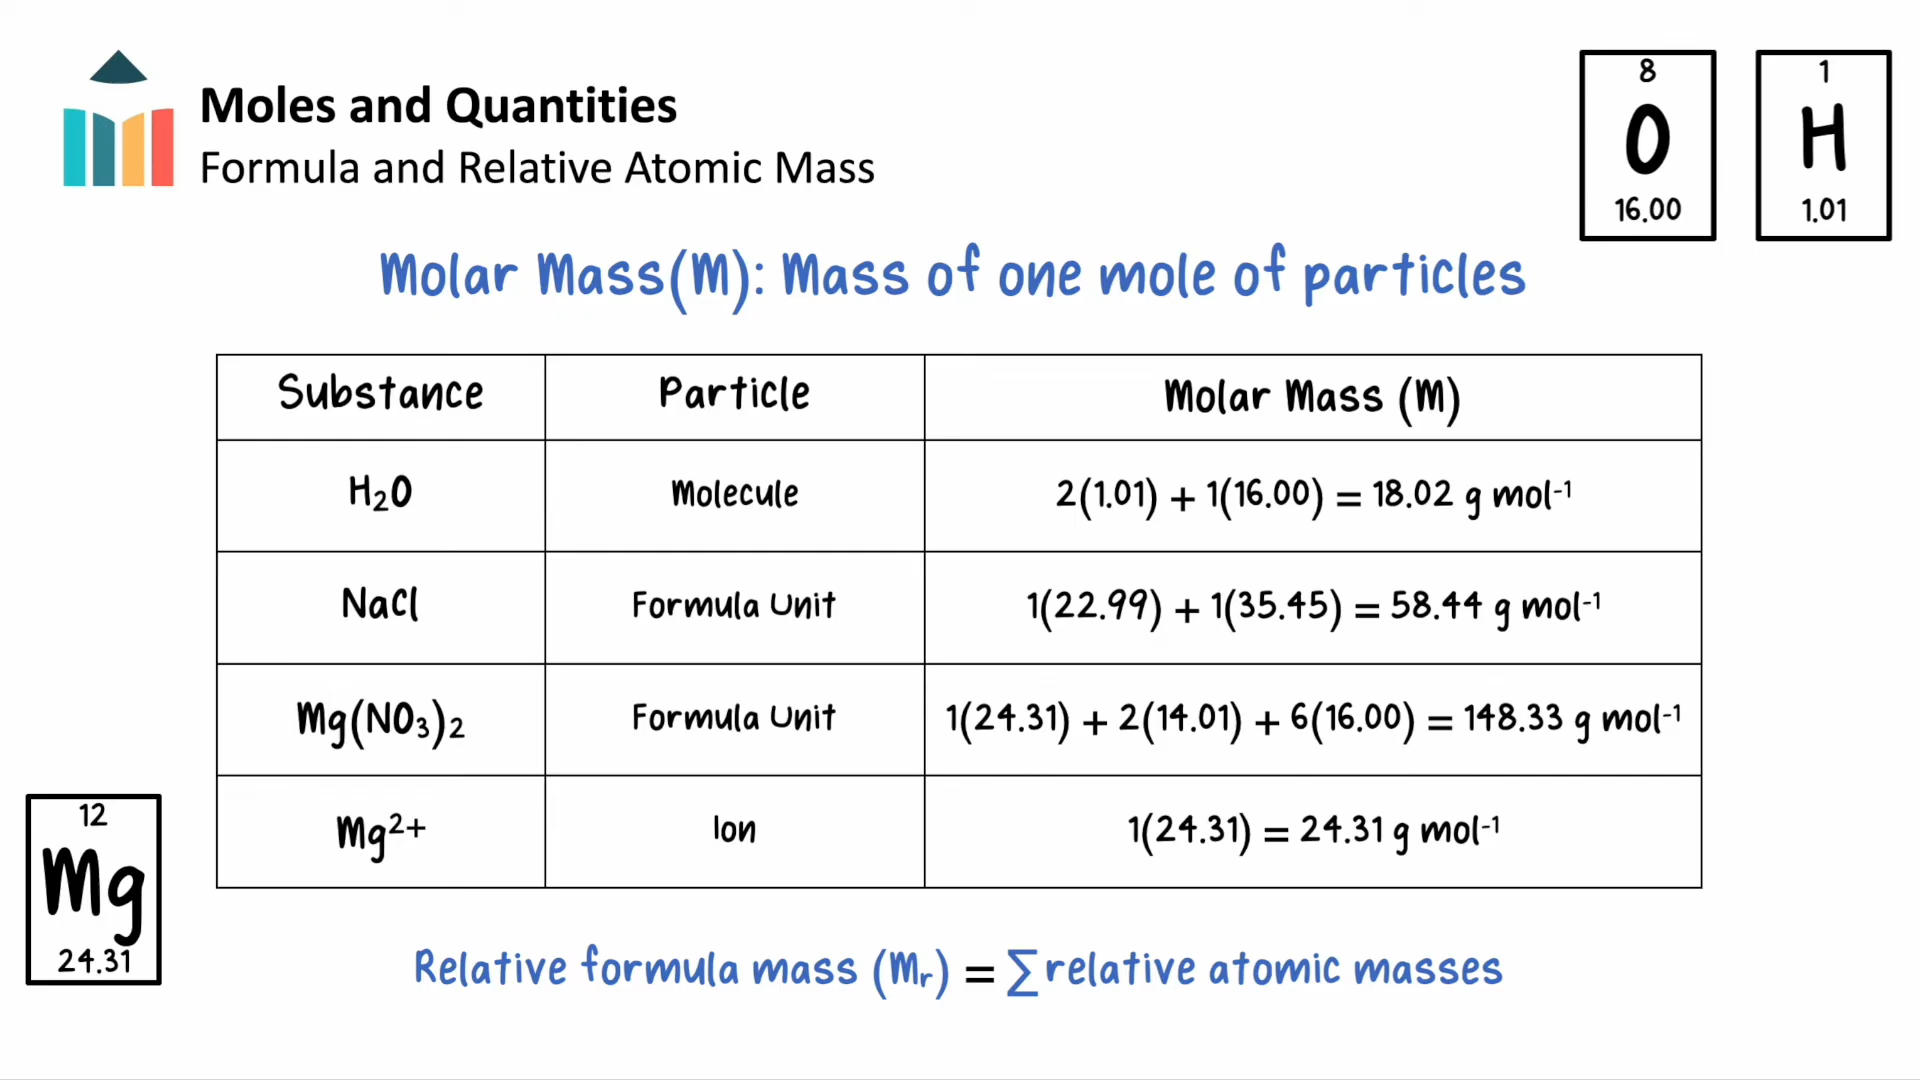 Moles and Quantities
Formula and Relative Atomic Mass
8
O
16.00
1
H
1.01
Molar Mass(M): Mass of one mole of particles
Substance Particle Molar Mass (M)
H₂O Molecule 2(1.01) + 1(16.00) = 18.02 g mol⁻¹
NaCl Formula Unit 1(22.99) + 1(35.45) = 58.44 g mol⁻¹
Mg(NO₃)₂ Formula Unit 1(24.31) + 2(14.01) + 6(16.00) = 148.33 g mol⁻¹
Mg²⁺ Ion 1(24.31) = 24.31 g mol⁻¹
12
Mg
24.31
Relative formula mass (Mᵣ) = ∑relative atomic masses